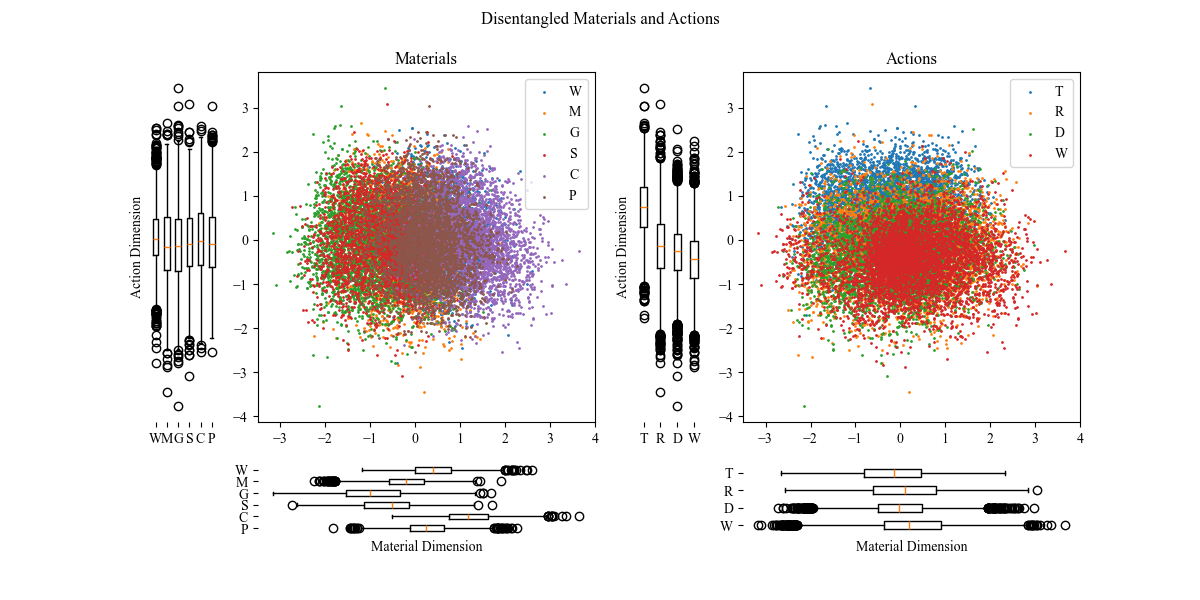 Disentangled Materials and Actions
Materials
Actions
Action Dimension
W M G S C P
3
2
1
0
−1
−2
−3
−4
−3 −2 −1 0 1 2 3 4
W
M
G
S
C
P
Action Dimension
T R D W
3
2
1
0
−1
−2
−3
−4
−3 −2 −1 0 1 2 3 4
T
R
D
W
W
M
G
S
C
P
Material Dimension
T
R
D
W
Material Dimension